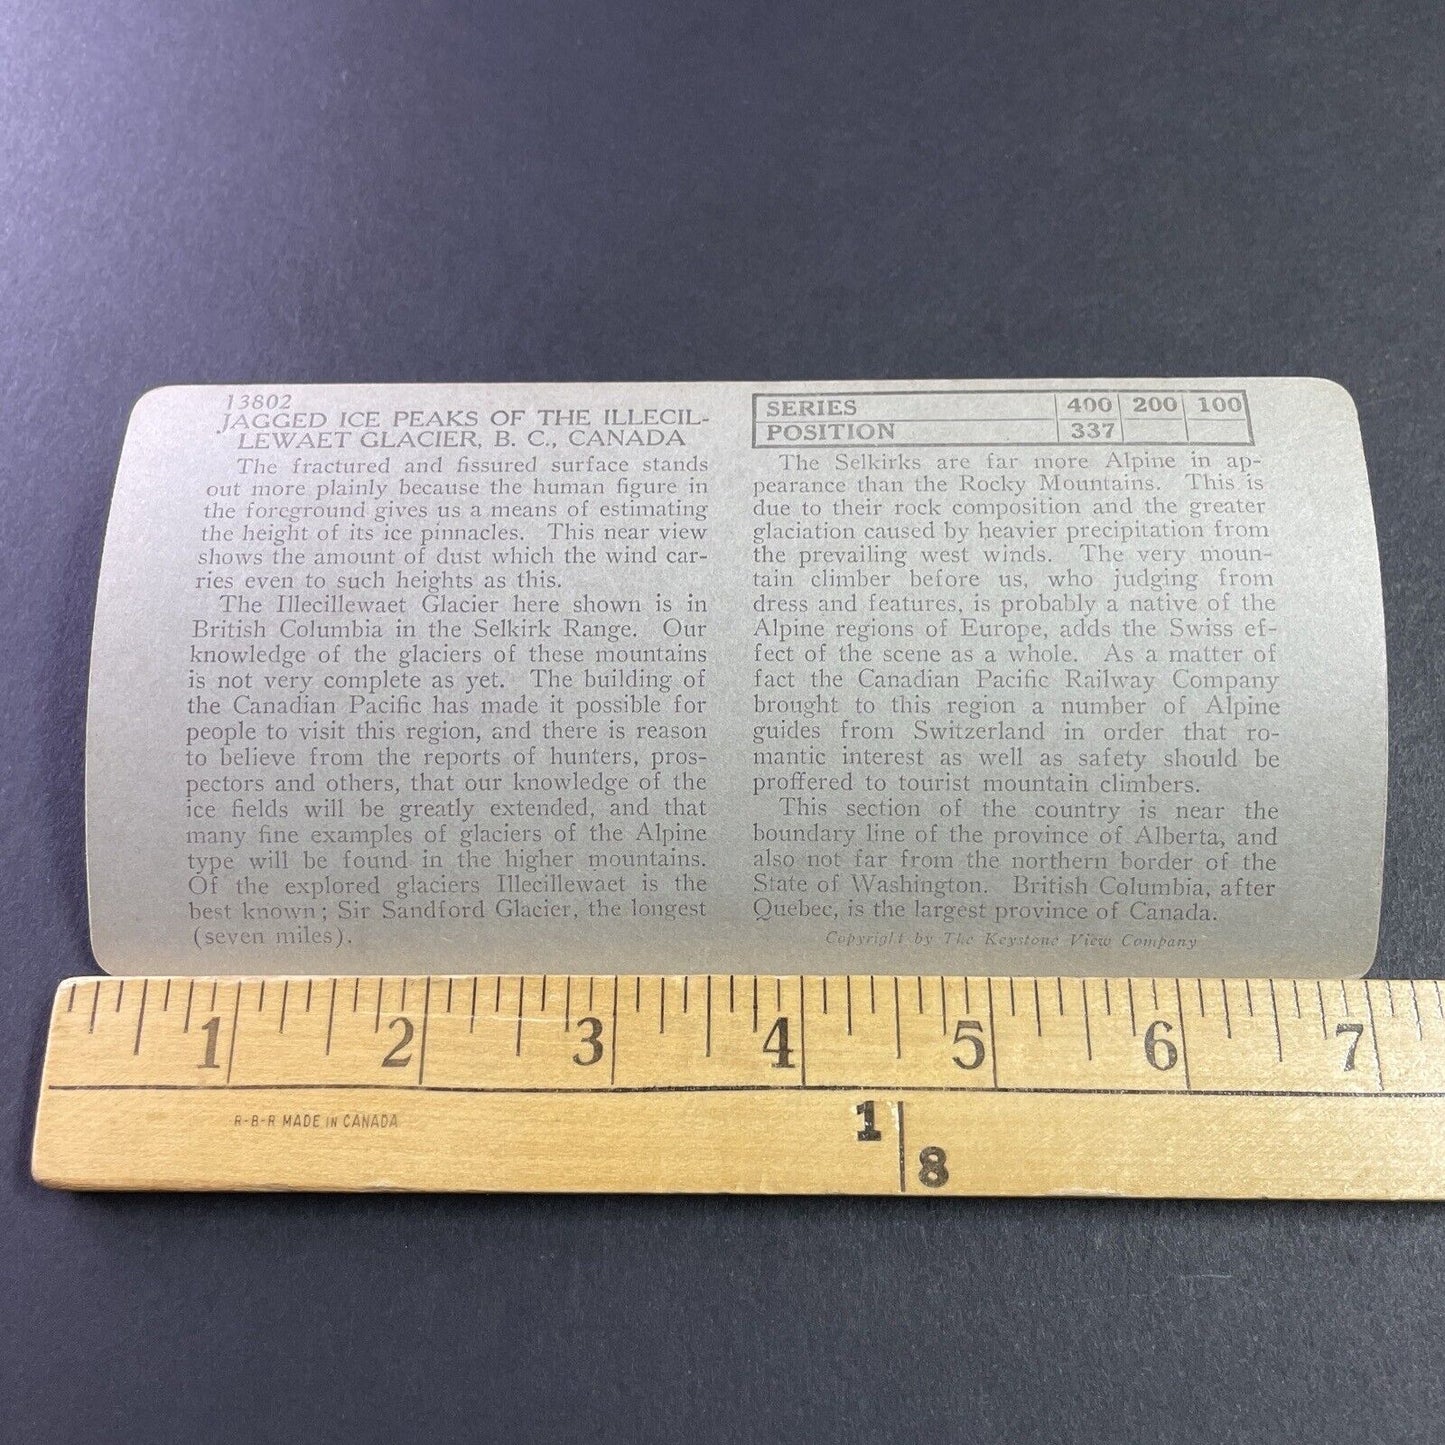 13802
JAGGED ICE PEAKS OF THE ILLECIL-
LEWAET GLACIER, B. C., CANADA
The fractured and fissured surface stands
out more plainly because the human figure in
the foreground gives us a means of estimating
the height of its ice pinnacles. This near view
shows the amount of dust which the wind car-
ries even to such heights as this.
The Illecillewaet Glacier here shown is in
British Columbia in the Selkirk Range. Our
knowledge of the glaciers of these mountains
is not very complete as yet. The building of
the Canadian Pacific has made it possible for
people to visit this region, and there is reason
to believe from the reports of hunters, pros-
pectors and others, that our knowledge of the
ice fields will be greatly extended, and that
many fine examples of glaciers of the Alpine
type will be found in the higher mountains.
Of the explored glaciers Illecillewaet is the
best known; Sir Sandford Glacier, the longest
(seven miles).
SERIES 400 200 100
POSITION 337
The Selkirks are far more Alpine in ap-
pearance than the Rocky Mountains. This is
due to their rock composition and the greater
glaciation caused by heavier precipitation from
the prevailing west winds. The very moun-
tain climber before us, who judging from
dress and features, is probably a native of the
Alpine regions of Europe, adds the Swiss ef-
fect of the scene as a whole. As a matter of
fact the Canadian Pacific Railway Company
brought to this region a number of Alpine
guides from Switzerland in order that ro-
mantic interest as well as safety should be
proffered to tourist mountain climbers.
This section of the country is near the
boundary line of the province of Alberta, and
also not far from the northern border of the
State of Washington. British Columbia, after
Quebec, is the largest province of Canada.
Copyright by The Keystone View Company
1 2 3 4 5 6 7
R-B-R MADE IN CANADA
1
8